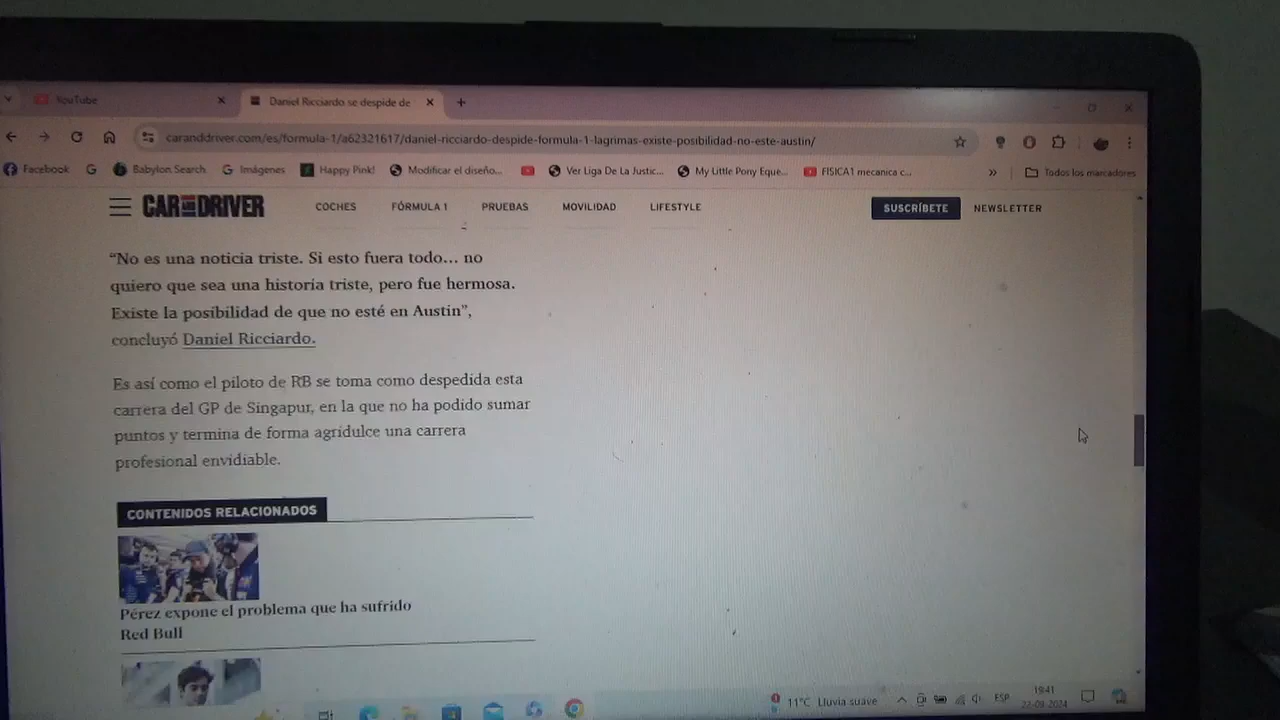 YouTube
Daniel Ricciardo se despide de
caranddriver.com/es/formula-1/a62321617/daniel-ricciardo-despide-formula-1-lagrimas-existe-posibilidad-no-este-austin/
Facebook
Babylon Search
Imágenes
Happy Pink!
Modificar el diseño...
Ver Liga De La Justic...
My Little Pony Eque...
FISICA1 mecanica c...
Todos los marcadores
CAR AND DRIVER
COCHES
FÓRMULA 1
PRUEBAS
MOVILIDAD
LIFESTYLE
SUSCRÍBETE
NEWSLETTER
“No es una noticia triste. Si esto fuera todo... no
quiero que sea una historia triste, pero fue hermosa.
Existe la posibilidad de que no esté en Austin”,
concluyó Daniel Ricciardo.
Es así como el piloto de RB se toma como despedida esta
carrera del GP de Singapur, en la que no ha podido sumar
puntos y termina de forma agridulce una carrera
profesional envidiable.
CONTENIDOS RELACIONADOS
Pérez expone el problema que ha sufrido
Red Bull
11°C Lluvia suave
ESP
19:41
22-09-2024